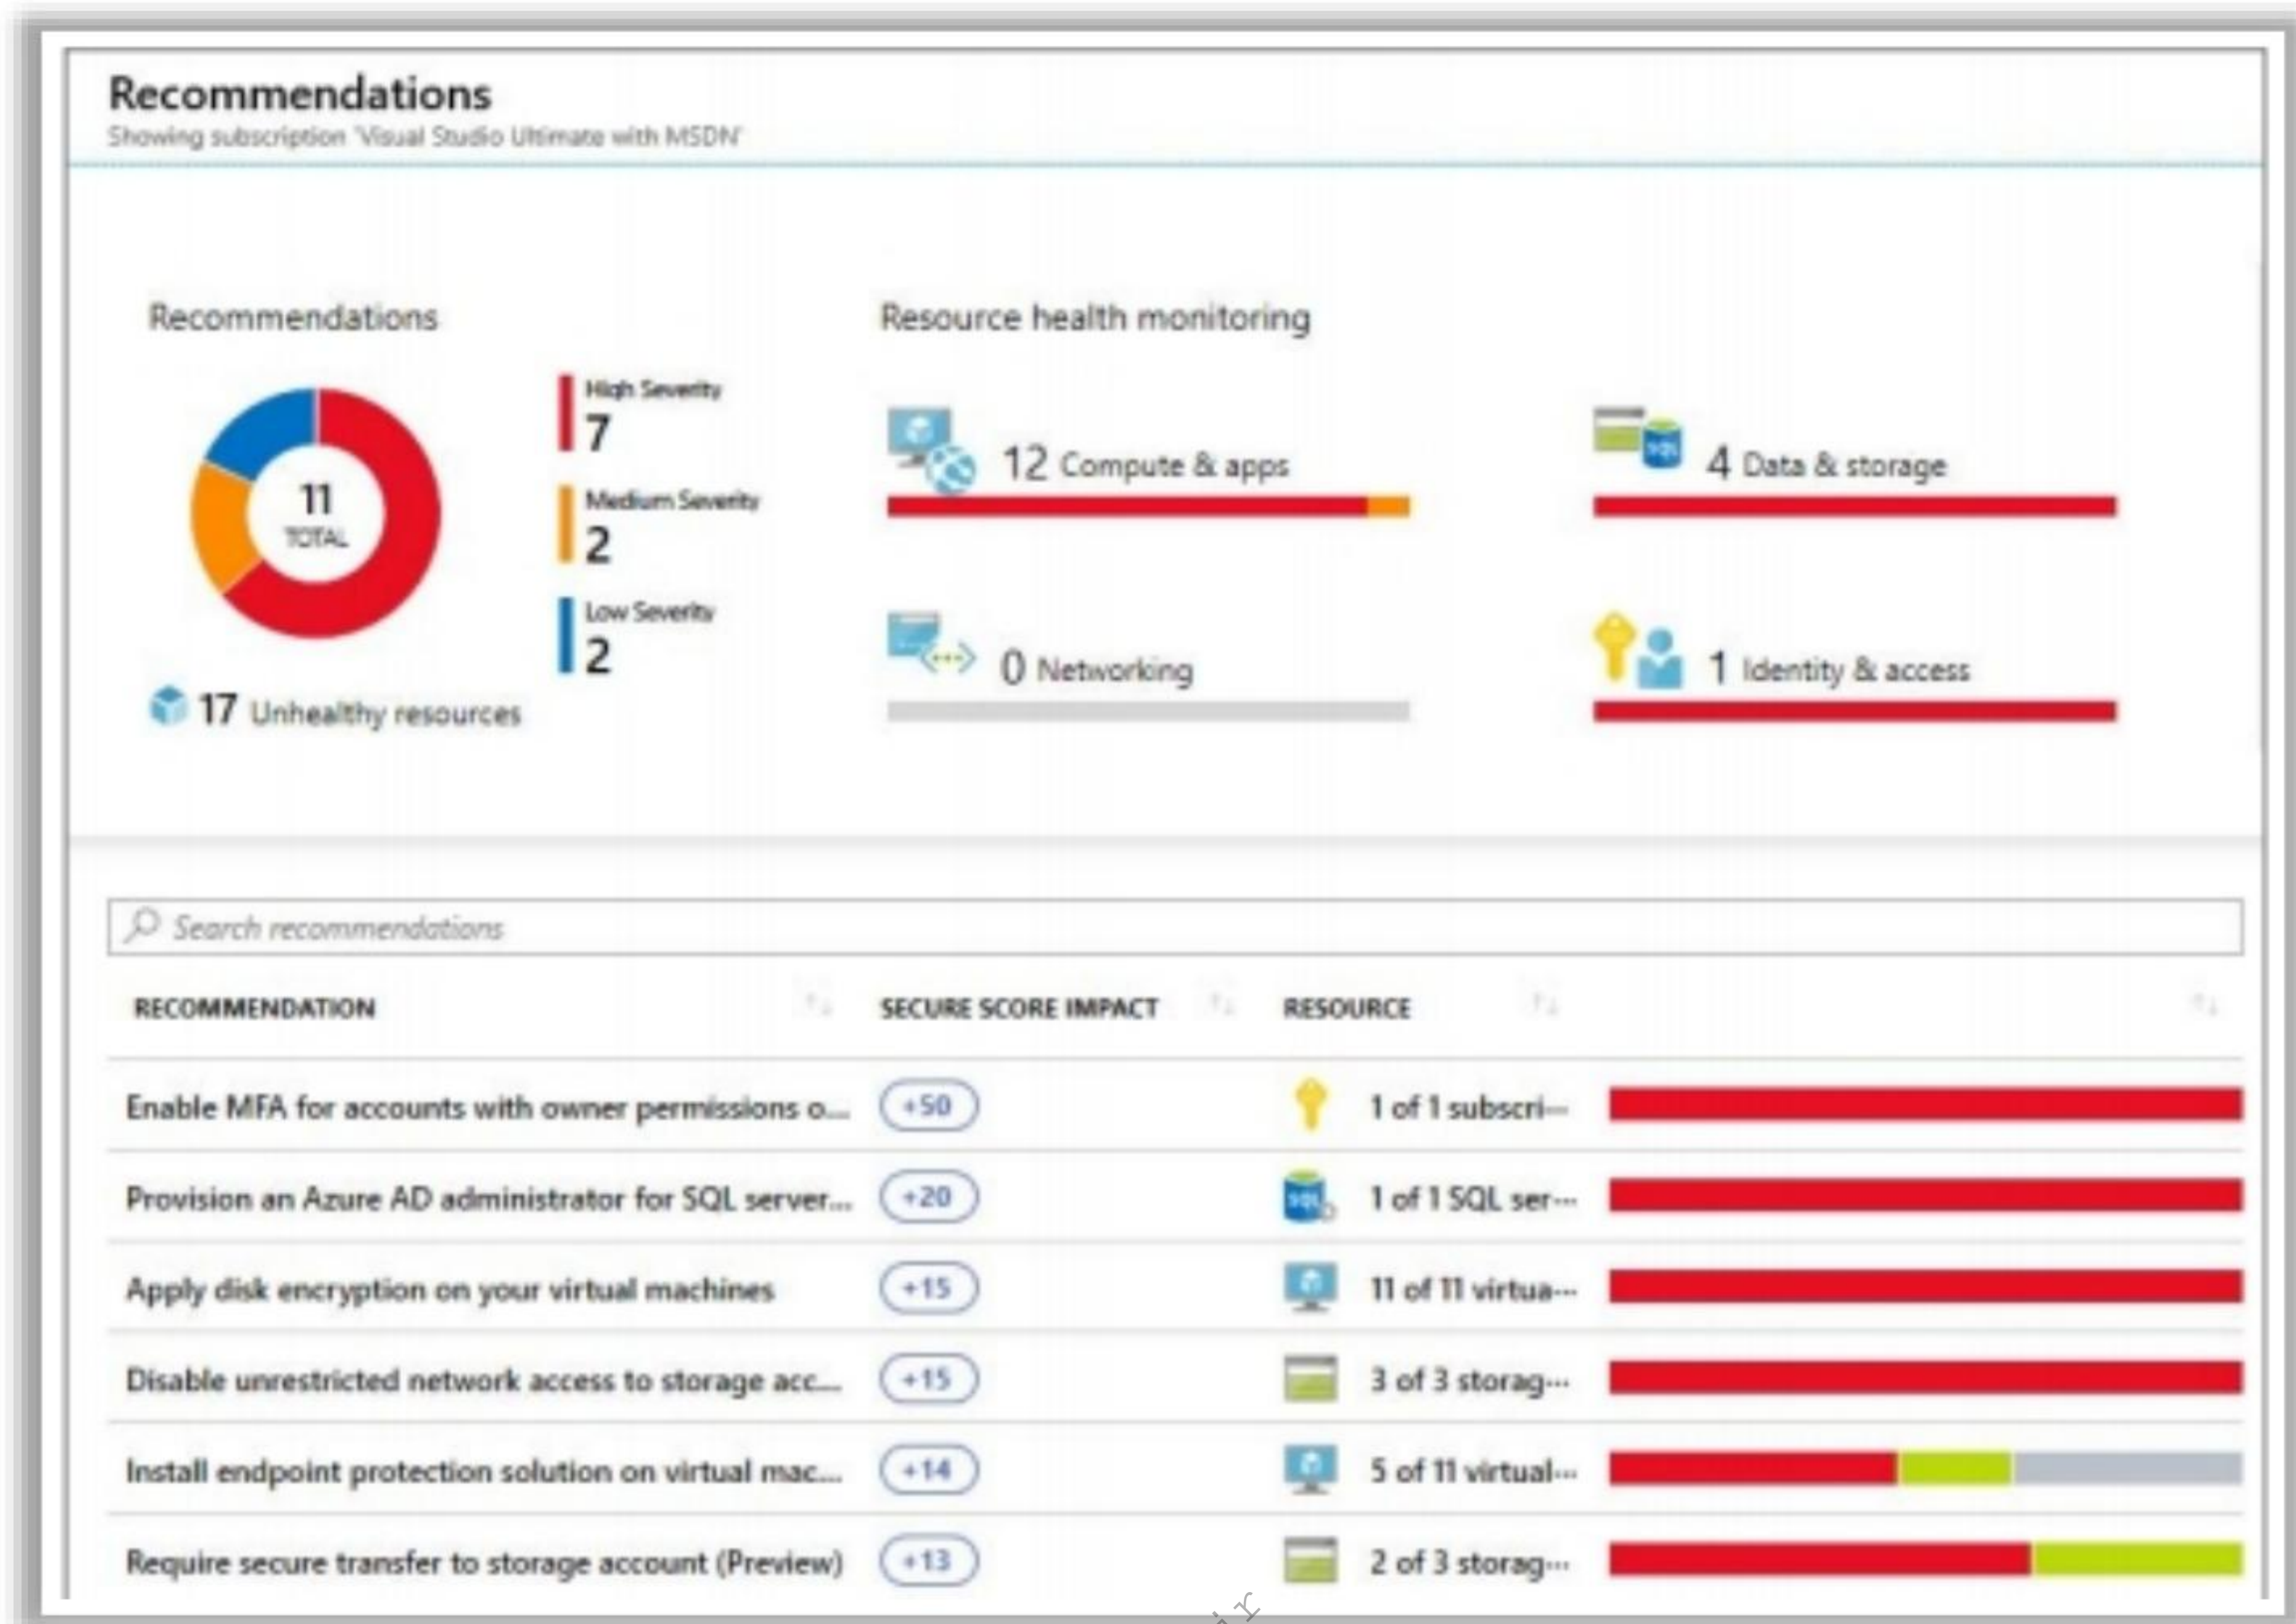 Recommendations
Showing subscription 'Visual Studio Ultimate with MSDN'
Recommendations
Resource health monitoring
11
TOTAL
High Severity
7
Medium Severity
2
Low Severity
2
17 Unhealthy resources
12 Compute & apps
4 Data & storage
0 Networking
1 Identity & access
SQL
Search recommendations
RECOMMENDATION SECURE SCORE IMPACT RESOURCE
Enable MFA for accounts with owner permissions o... +50 1 of 1 subscri...
Provision an Azure AD administrator for SQL server... +20 SQL 1 of 1 SQL ser...
Apply disk encryption on your virtual machines +15 11 of 11 virtua...
Disable unrestricted network access to storage acc... +15 3 of 3 storag...
Install endpoint protection solution on virtual mac... +14 5 of 11 virtual...
Require secure transfer to storage account (Preview) +13 2 of 3 storag...